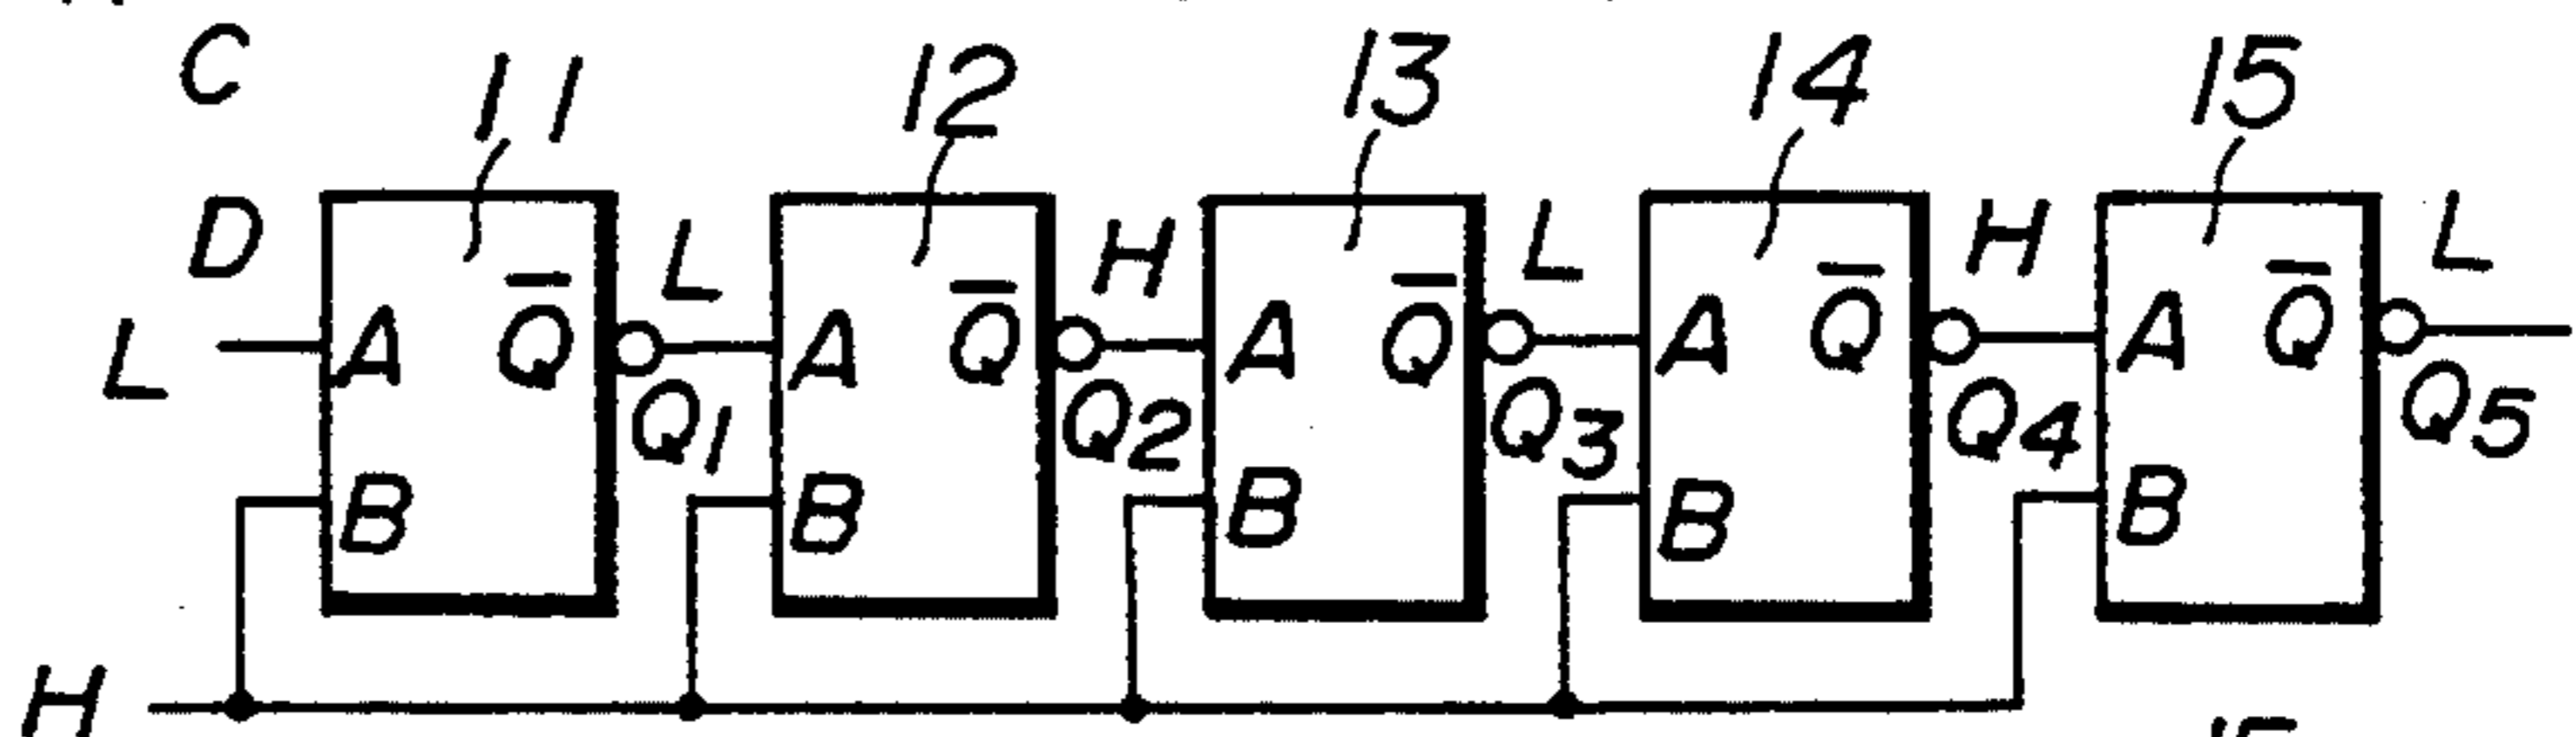 C
11 12 13 14 15
D
L H L H L
A Q̅ A Q̅ A Q̅ A Q̅ A Q̅
L
Q1 Q2 Q3 Q4 Q5
B B B B B
H